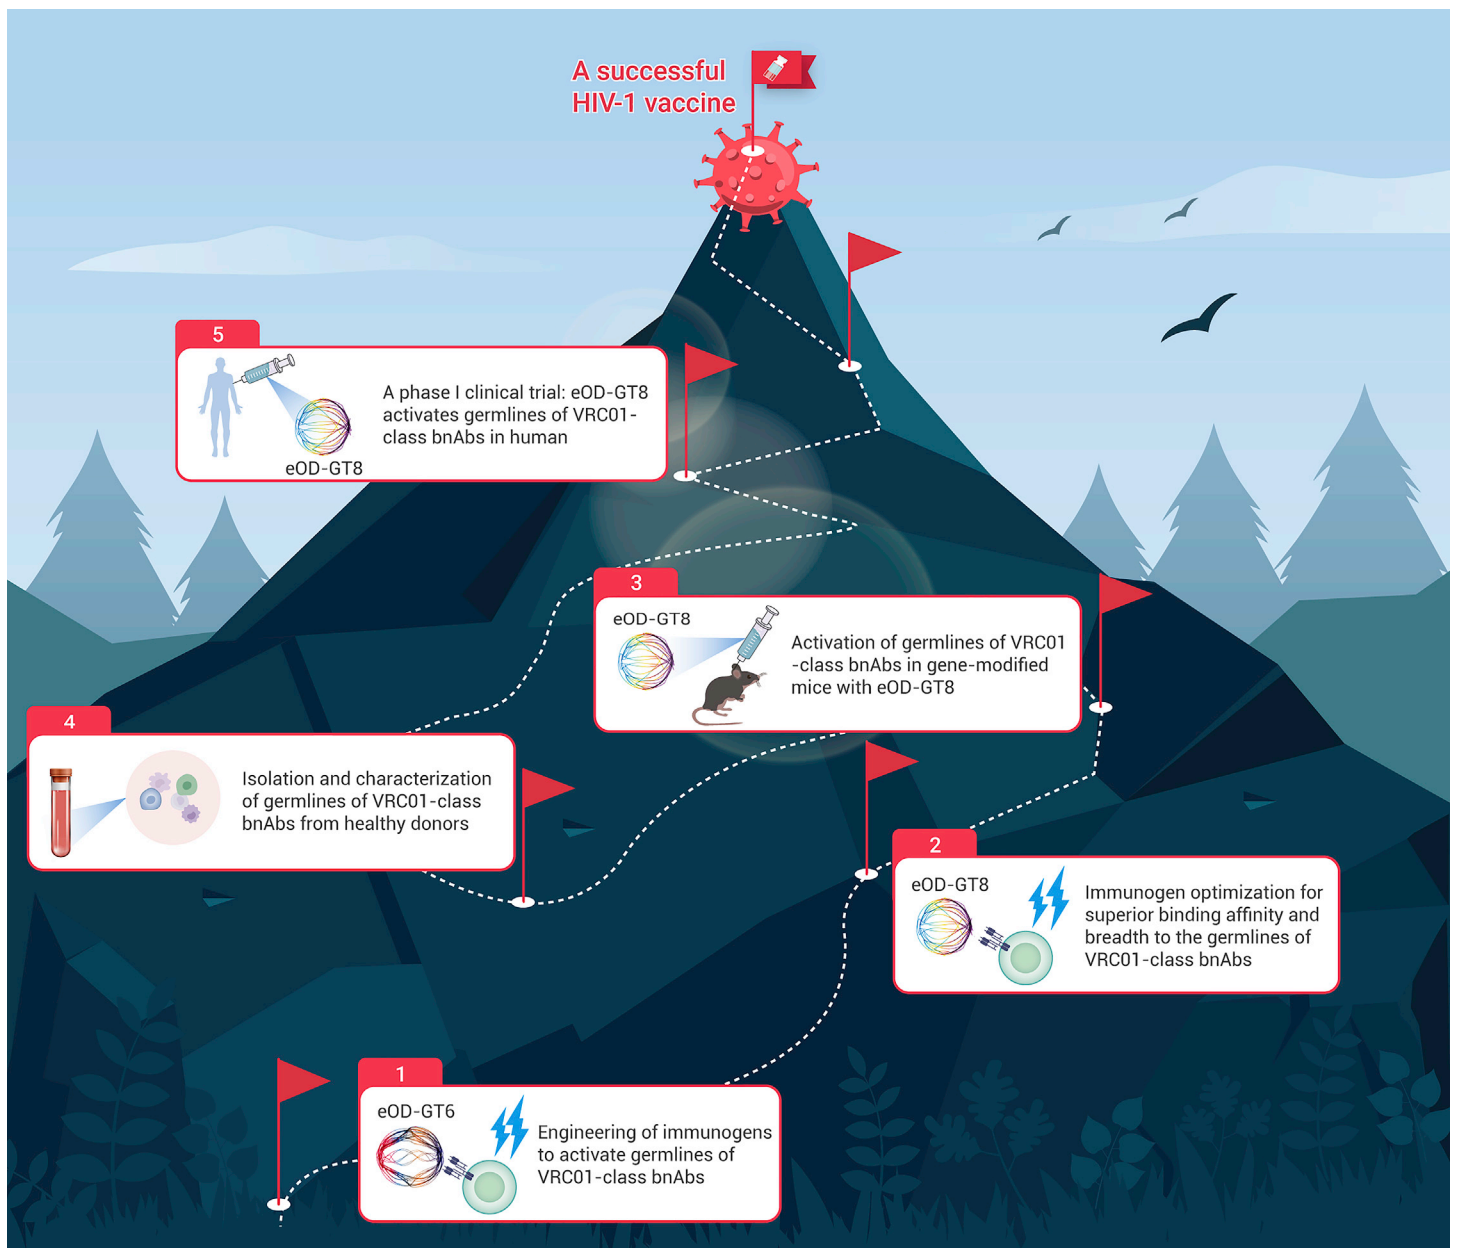 A successful
HIV-1 vaccine
5
A phase I clinical trial: eOD-GT8
activates germlines of VRC01-
class bnAbs in human
eOD-GT8
3
eOD-GT8
Activation of germlines of VRC01
-class bnAbs in gene-modified
mice with eOD-GT8
4
Isolation and characterization
of germlines of VRC01-class
bnAbs from healthy donors
2
eOD-GT8
Immunogen optimization for
superior binding affinity and
breadth to the germlines of
VRC01-class bnAbs
1
eOD-GT6
Engineering of immunogens
to activate germlines of
VRC01-class bnAbs